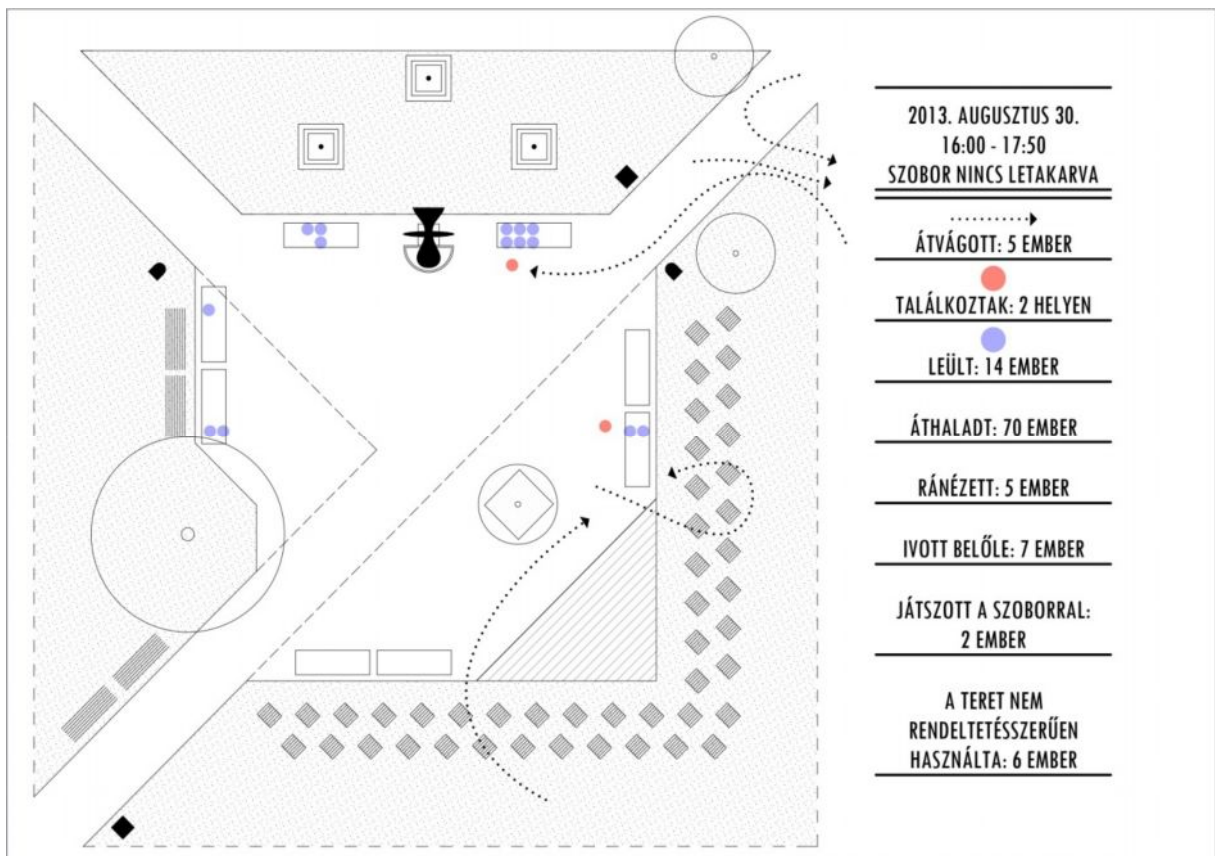 2013. AUGUSZTUS 30.
16:00 - 17:50
SZOBOR NINCS LETAKARVA
ÁTVÁGOTT: 5 EMBER
TALÁLKOZTAK: 2 HELYEN
LEÜLT: 14 EMBER
ÁTHALADT: 70 EMBER
RÁNÉZETT: 5 EMBER
IVOTT BELŐLE: 7 EMBER
JÁTSZOTT A SZOBORRAL:
2 EMBER
A TERET NEM
RENDELTETÉSSZERŰEN
HASZNÁLTA: 6 EMBER